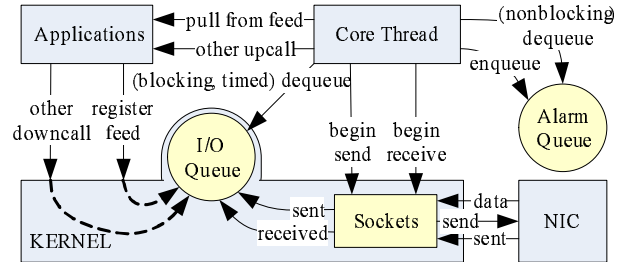 Applications
pull from feed
other upcall
Core Thread
(nonblocking)
dequeue
enqueue
(blocking, timed) dequeue
other
downcall
register
feed
I/O
Queue
begin
send
begin
receive
Alarm
Queue
sent
received
Sockets
data
send
sent
NIC
KERNEL